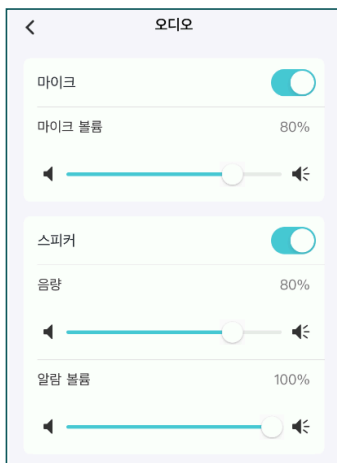 오디오
마이크
마이크 볼륨 80%
스피커
음량 80%
알람 볼륨 100%